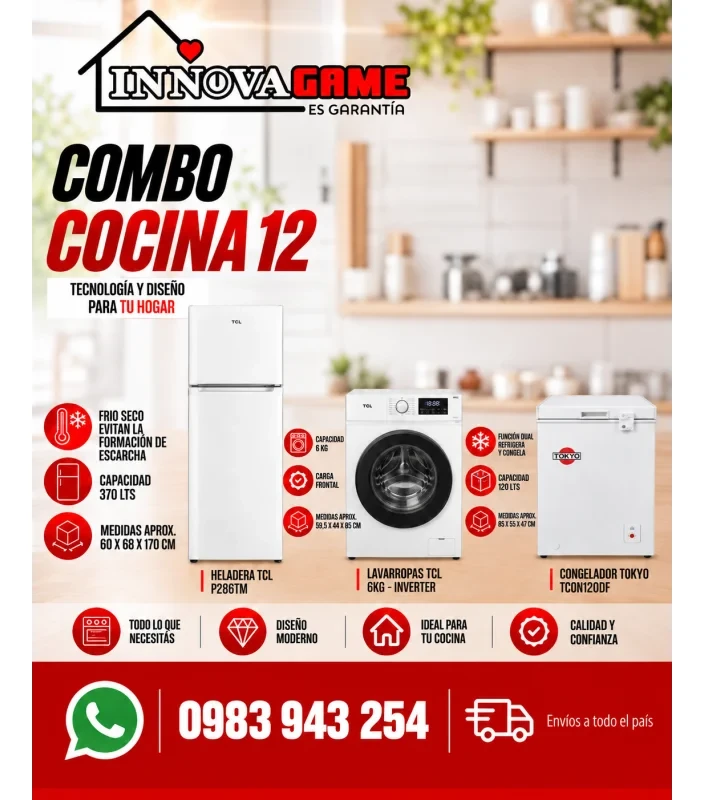 INNOVAGAME
ES GARANTÍA
COMBO
COCINA 12
TECNOLOGÍA Y DISEÑO
PARA TU HOGAR
TCL
FRIO SECO
EVITAN LA
FORMACIÓN DE
ESCARCHA
CAPACIDAD
370 LTS
MEDIDAS APROX.
60 X 68 X 170 CM
HELADERA TCL
P286TM
CAPACIDAD
6 KG
CARGA
FRONTAL
MEDIDAS APROX.
59,5 X 44 X 85 CM
TCL
18:88
LAVARROPAS TCL
6KG - INVERTER
FUNCIÓN DUAL
REFRIGERA
Y CONGELA
CAPACIDAD
120 LTS
MEDIDAS APROX.
85 X 55 X 47 CM
TOKYO
CONGELADOR TOKYO
TCON120DF
TODO LO QUE
NECESITÁS
DISEÑO
MODERNO
IDEAL PARA
TU COCINA
CALIDAD Y
CONFIANZA
0983 943 254
Envíos a todo el país